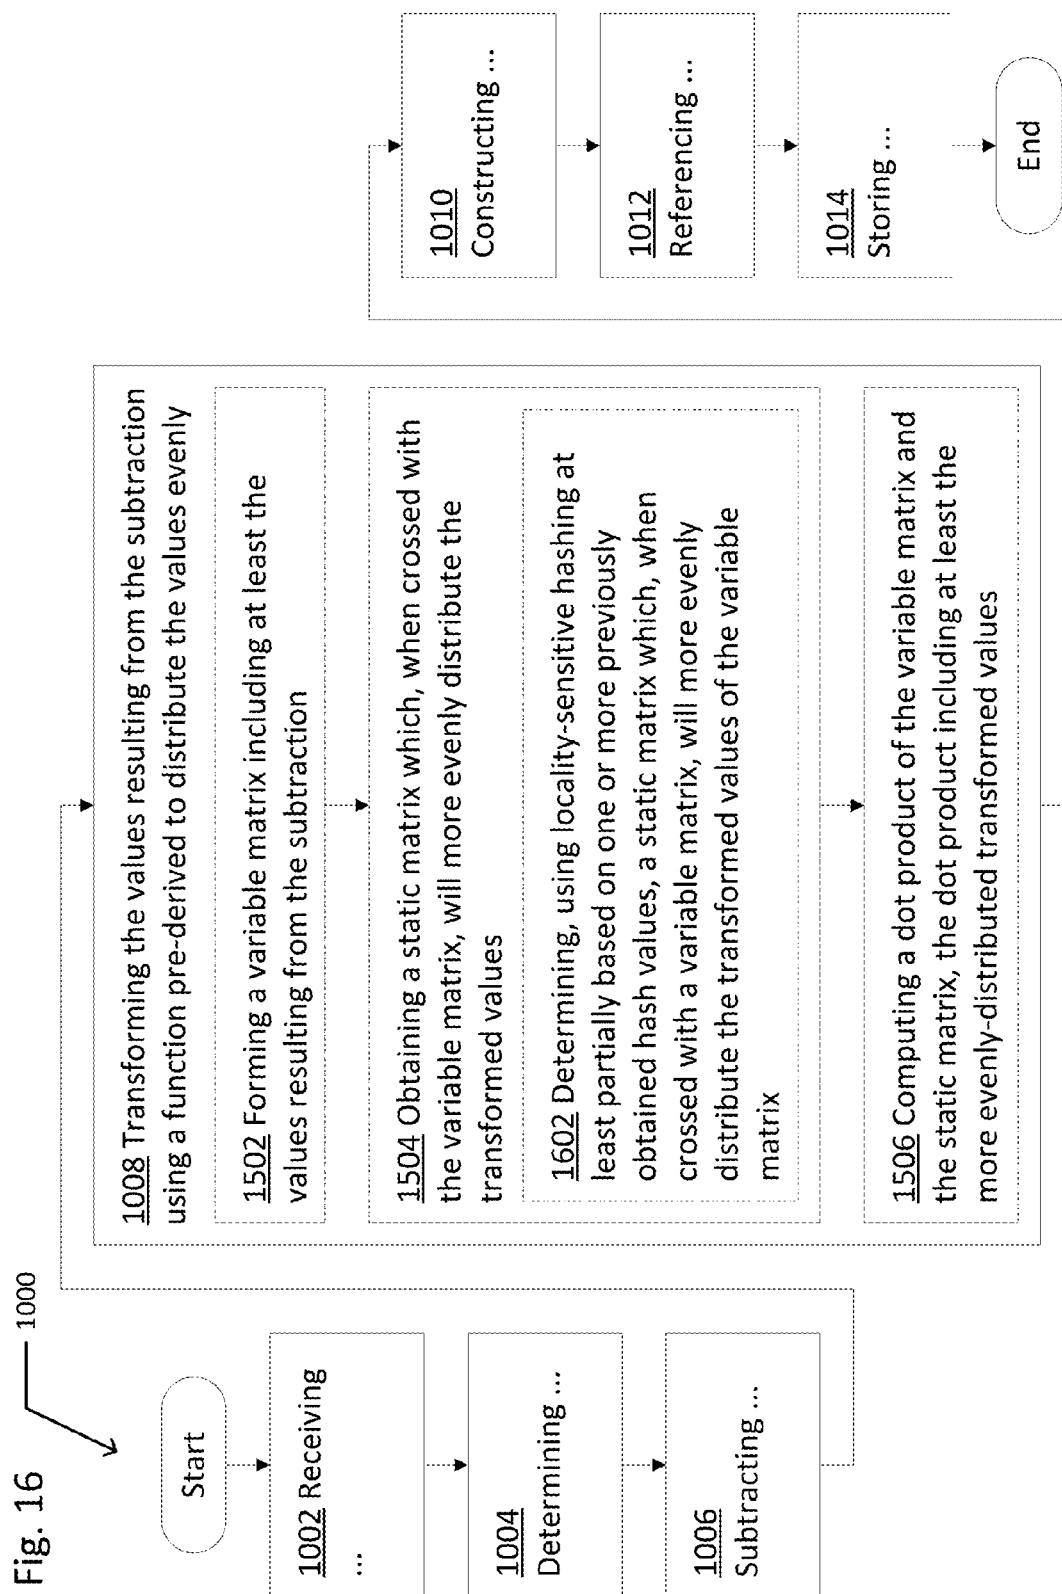 Fig. 16
1000
Start
1002 Receiving
...
1004
Determining ...
1006
Subtracting ...
1008 Transforming the values resulting from the subtraction
using a function pre-derived to distribute the values evenly
1502 Forming a variable matrix including at least the
values resulting from the subtraction
1504 Obtaining a static matrix which, when crossed with
the variable matrix, will more evenly distribute the
transformed values
1602 Determining, using locality-sensitive hashing at
least partially based on one or more previously
obtained hash values, a static matrix which, when
crossed with a variable matrix, will more evenly
distribute the transformed values of the variable
matrix
1506 Computing a dot product of the variable matrix and
the static matrix, the dot product including at least the
more evenly-distributed transformed values
1010
Constructing ...
1012
Referencing ...
1014
Storing ...
End